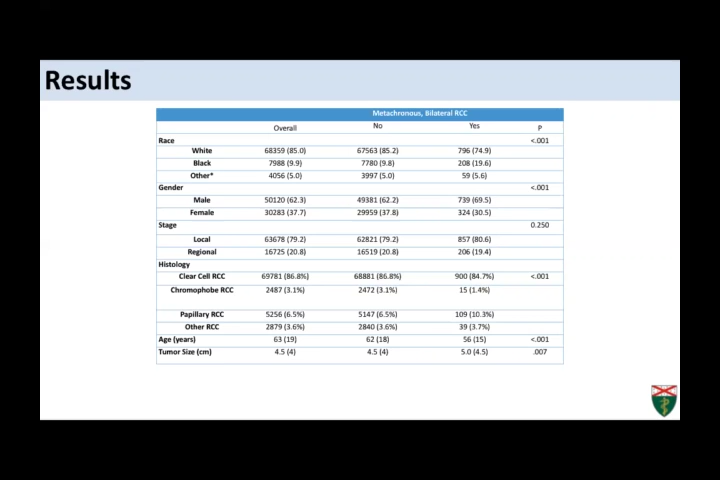 Results
Metachronous, Bilateral RCC
Overall No Yes P
Race <.001
White 68359 (85.0) 67563 (85.2) 796 (74.9)
Black 7988 (9.9) 7780 (9.8) 208 (19.6)
Other* 4056 (5.0) 3997 (5.0) 59 (5.6)
Gender <.001
Male 50120 (62.3) 49381 (62.2) 739 (69.5)
Female 30283 (37.7) 29959 (37.8) 324 (30.5)
Stage 0.250
Local 63678 (79.2) 62821 (79.2) 857 (80.6)
Regional 16725 (20.8) 16519 (20.8) 206 (19.4)
Histology
Clear Cell RCC 69781 (86.8%) 68881 (86.8%) 900 (84.7%) <.001
Chromophobe RCC 2487 (3.1%) 2472 (3.1%) 15 (1.4%)
Papillary RCC 5256 (6.5%) 5147 (6.5%) 109 (10.3%)
Other RCC 2879 (3.6%) 2840 (3.6%) 39 (3.7%)
Age (years) 63 (19) 62 (18) 56 (15) <.001
Tumor Size (cm) 4.5 (4) 4.5 (4) 5.0 (4.5) .007